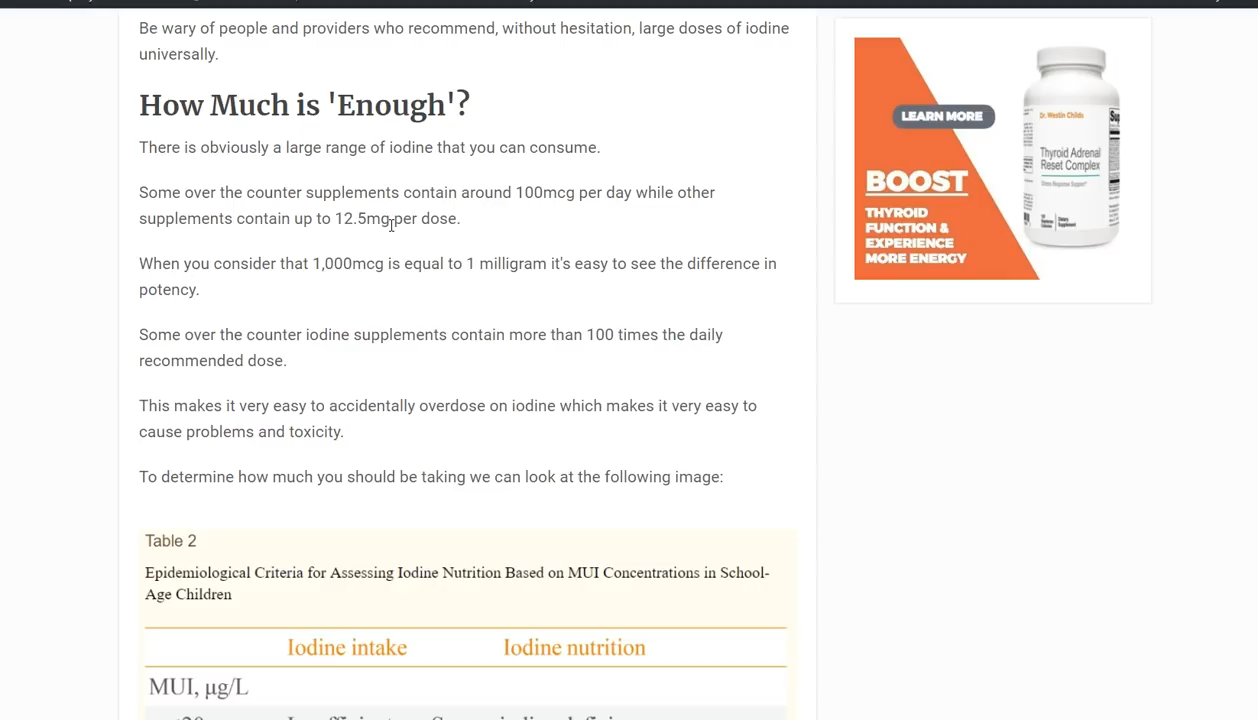 Be wary of people and providers who recommend, without hesitation, large doses of iodine
universally.
How Much is 'Enough'?
There is obviously a large range of iodine that you can consume.
Some over the counter supplements contain around 100mcg per day while other
supplements contain up to 12.5mg per dose.
When you consider that 1,000mcg is equal to 1 milligram it's easy to see the difference in
potency.
Some over the counter iodine supplements contain more than 100 times the daily
recommended dose.
This makes it very easy to accidentally overdose on iodine which makes it very easy to
cause problems and toxicity.
To determine how much you should be taking we can look at the following image:
Table 2
Epidemiological Criteria for Assessing Iodine Nutrition Based on MUI Concentrations in School-
Age Children
Iodine intake Iodine nutrition
MUI, µg/L
LEARN MORE
BOOST
THYROID
FUNCTION &
EXPERIENCE
MORE ENERGY
Dr. Westin Childs
Thyroid Adrenal
Reset Complex